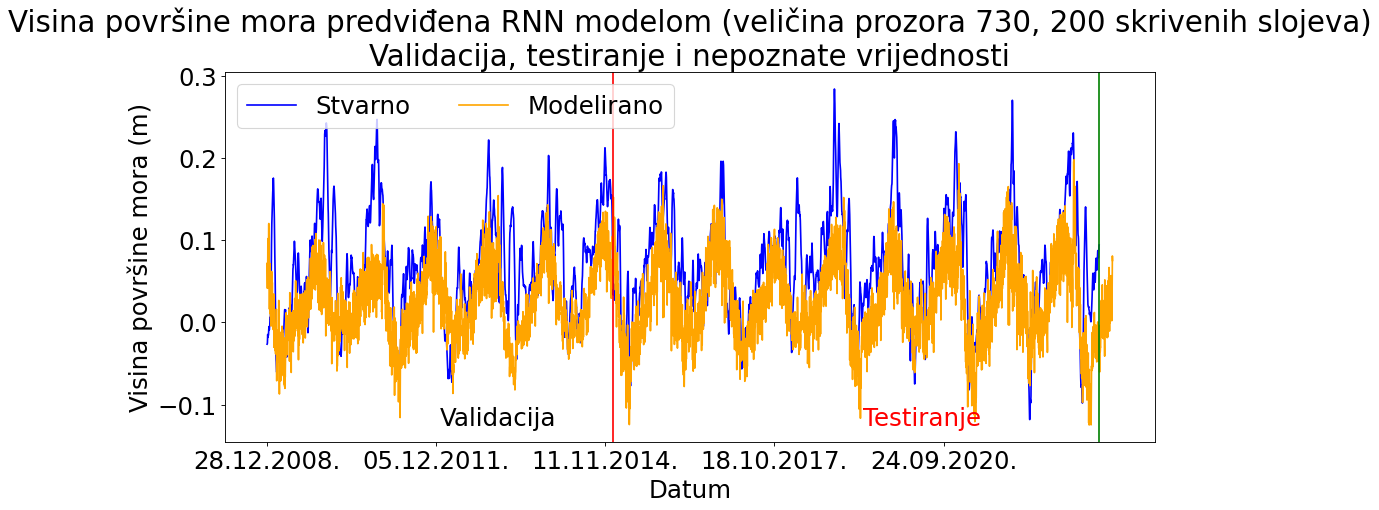 Visina površine mora predviđena RNN modelom (veličina prozora 730, 200 skrivenih slojeva)
Validacija, testiranje i nepoznate vrijednosti
Stvarno Modelirano
Visina površine mora (m)
0.3
0.2
0.1
0.0
−0.1
Validacija Testiranje
28.12.2008. 05.12.2011. 11.11.2014. 18.10.2017. 24.09.2020.
Datum